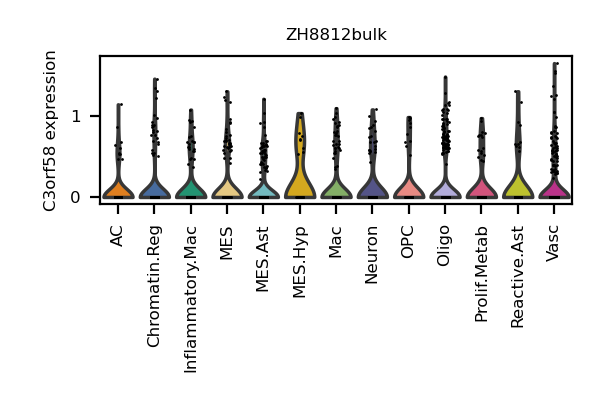 ZH8812bulk
C3orf58 expression
1
0
AC
Chromatin.Reg
Inflammatory.Mac
MES
MES.Ast
MES.Hyp
Mac
Neuron
OPC
Oligo
Prolif.Metab
Reactive.Ast
Vasc